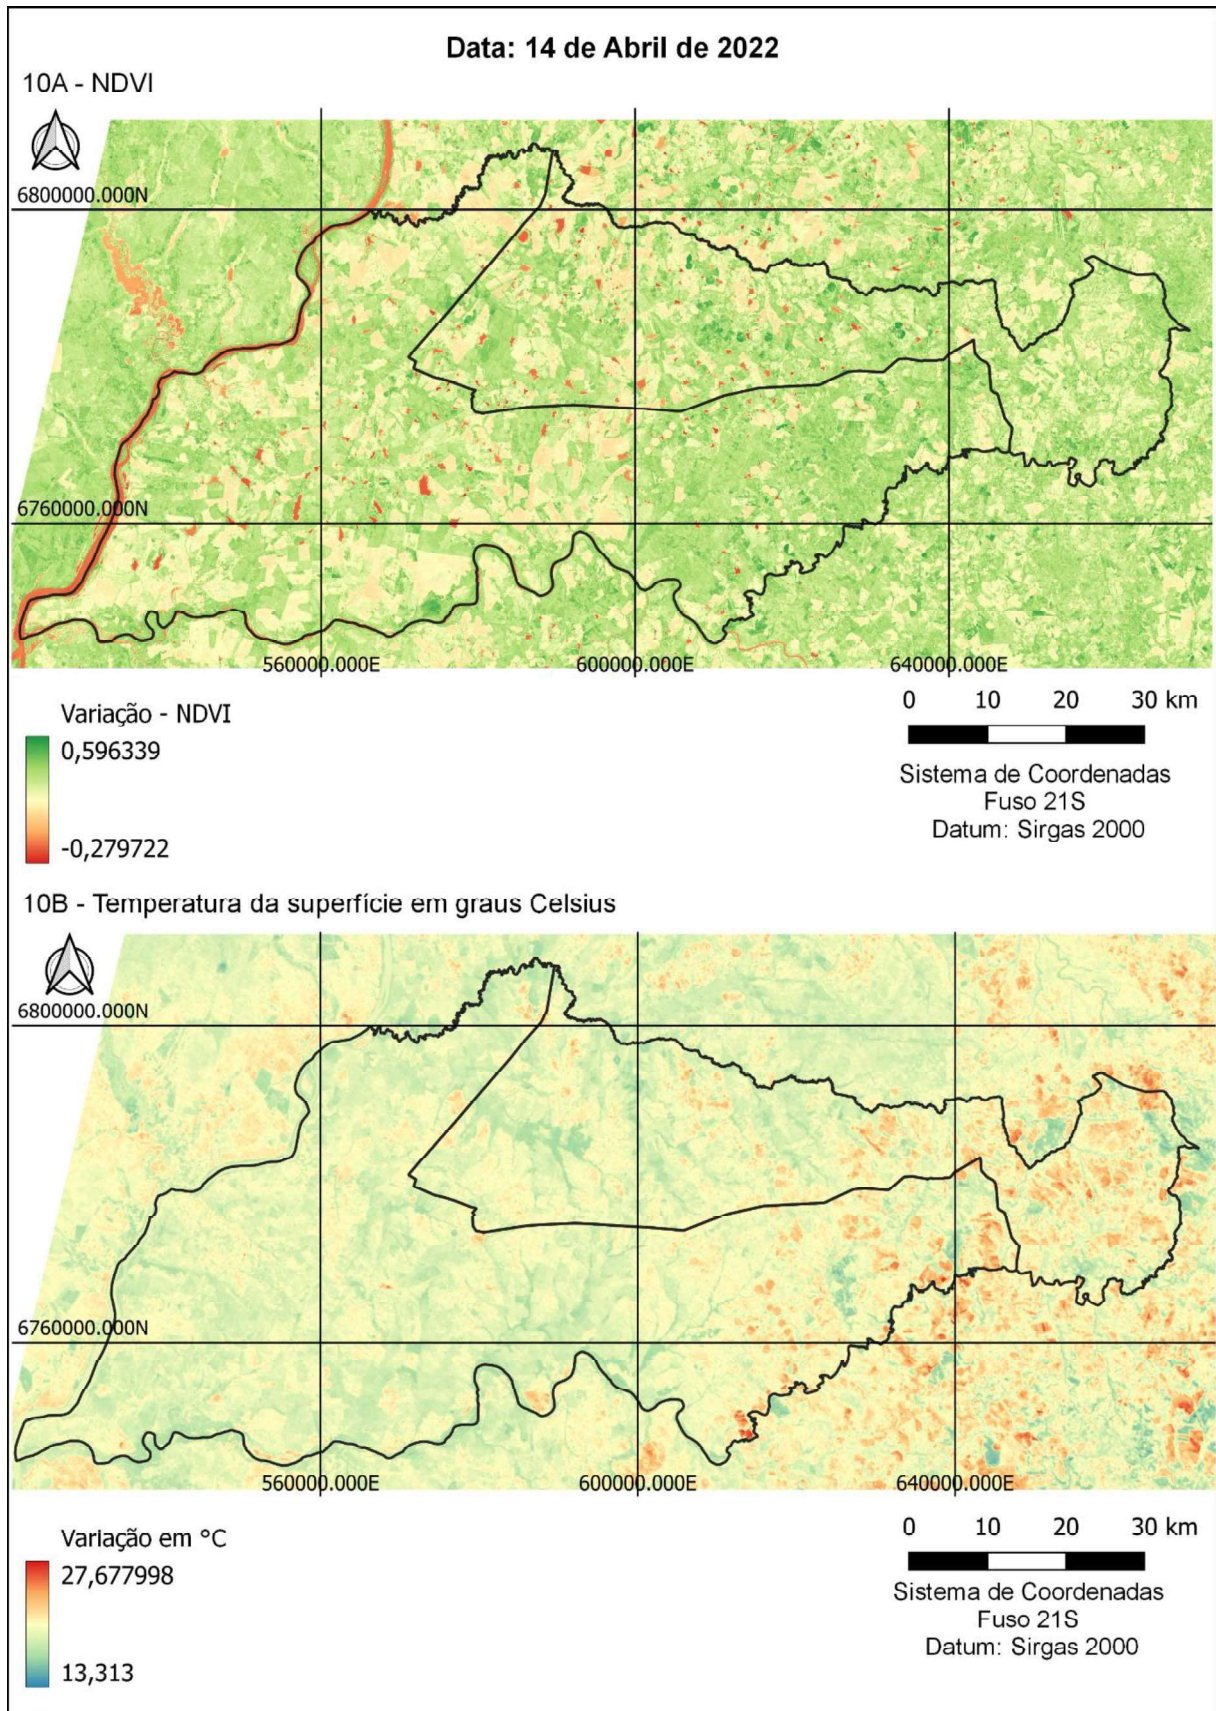 Data: 14 de Abril de 2022
10A - NDVI
6800000.000N
6760000.000N
560000.000E
600000.000E
640000.000E
Variação - NDVI
0,596339
-0,279722
0 10 20 30 km
Sistema de Coordenadas
Fuso 21S
Datum: Sirgas 2000
10B - Temperatura da superfície em graus Celsius
6800000.000N
6760000.000N
560000.000E
600000.000E
640000.000E
Variação em °C
27,677998
13,313
0 10 20 30 km
Sistema de Coordenadas
Fuso 21S
Datum: Sirgas 2000